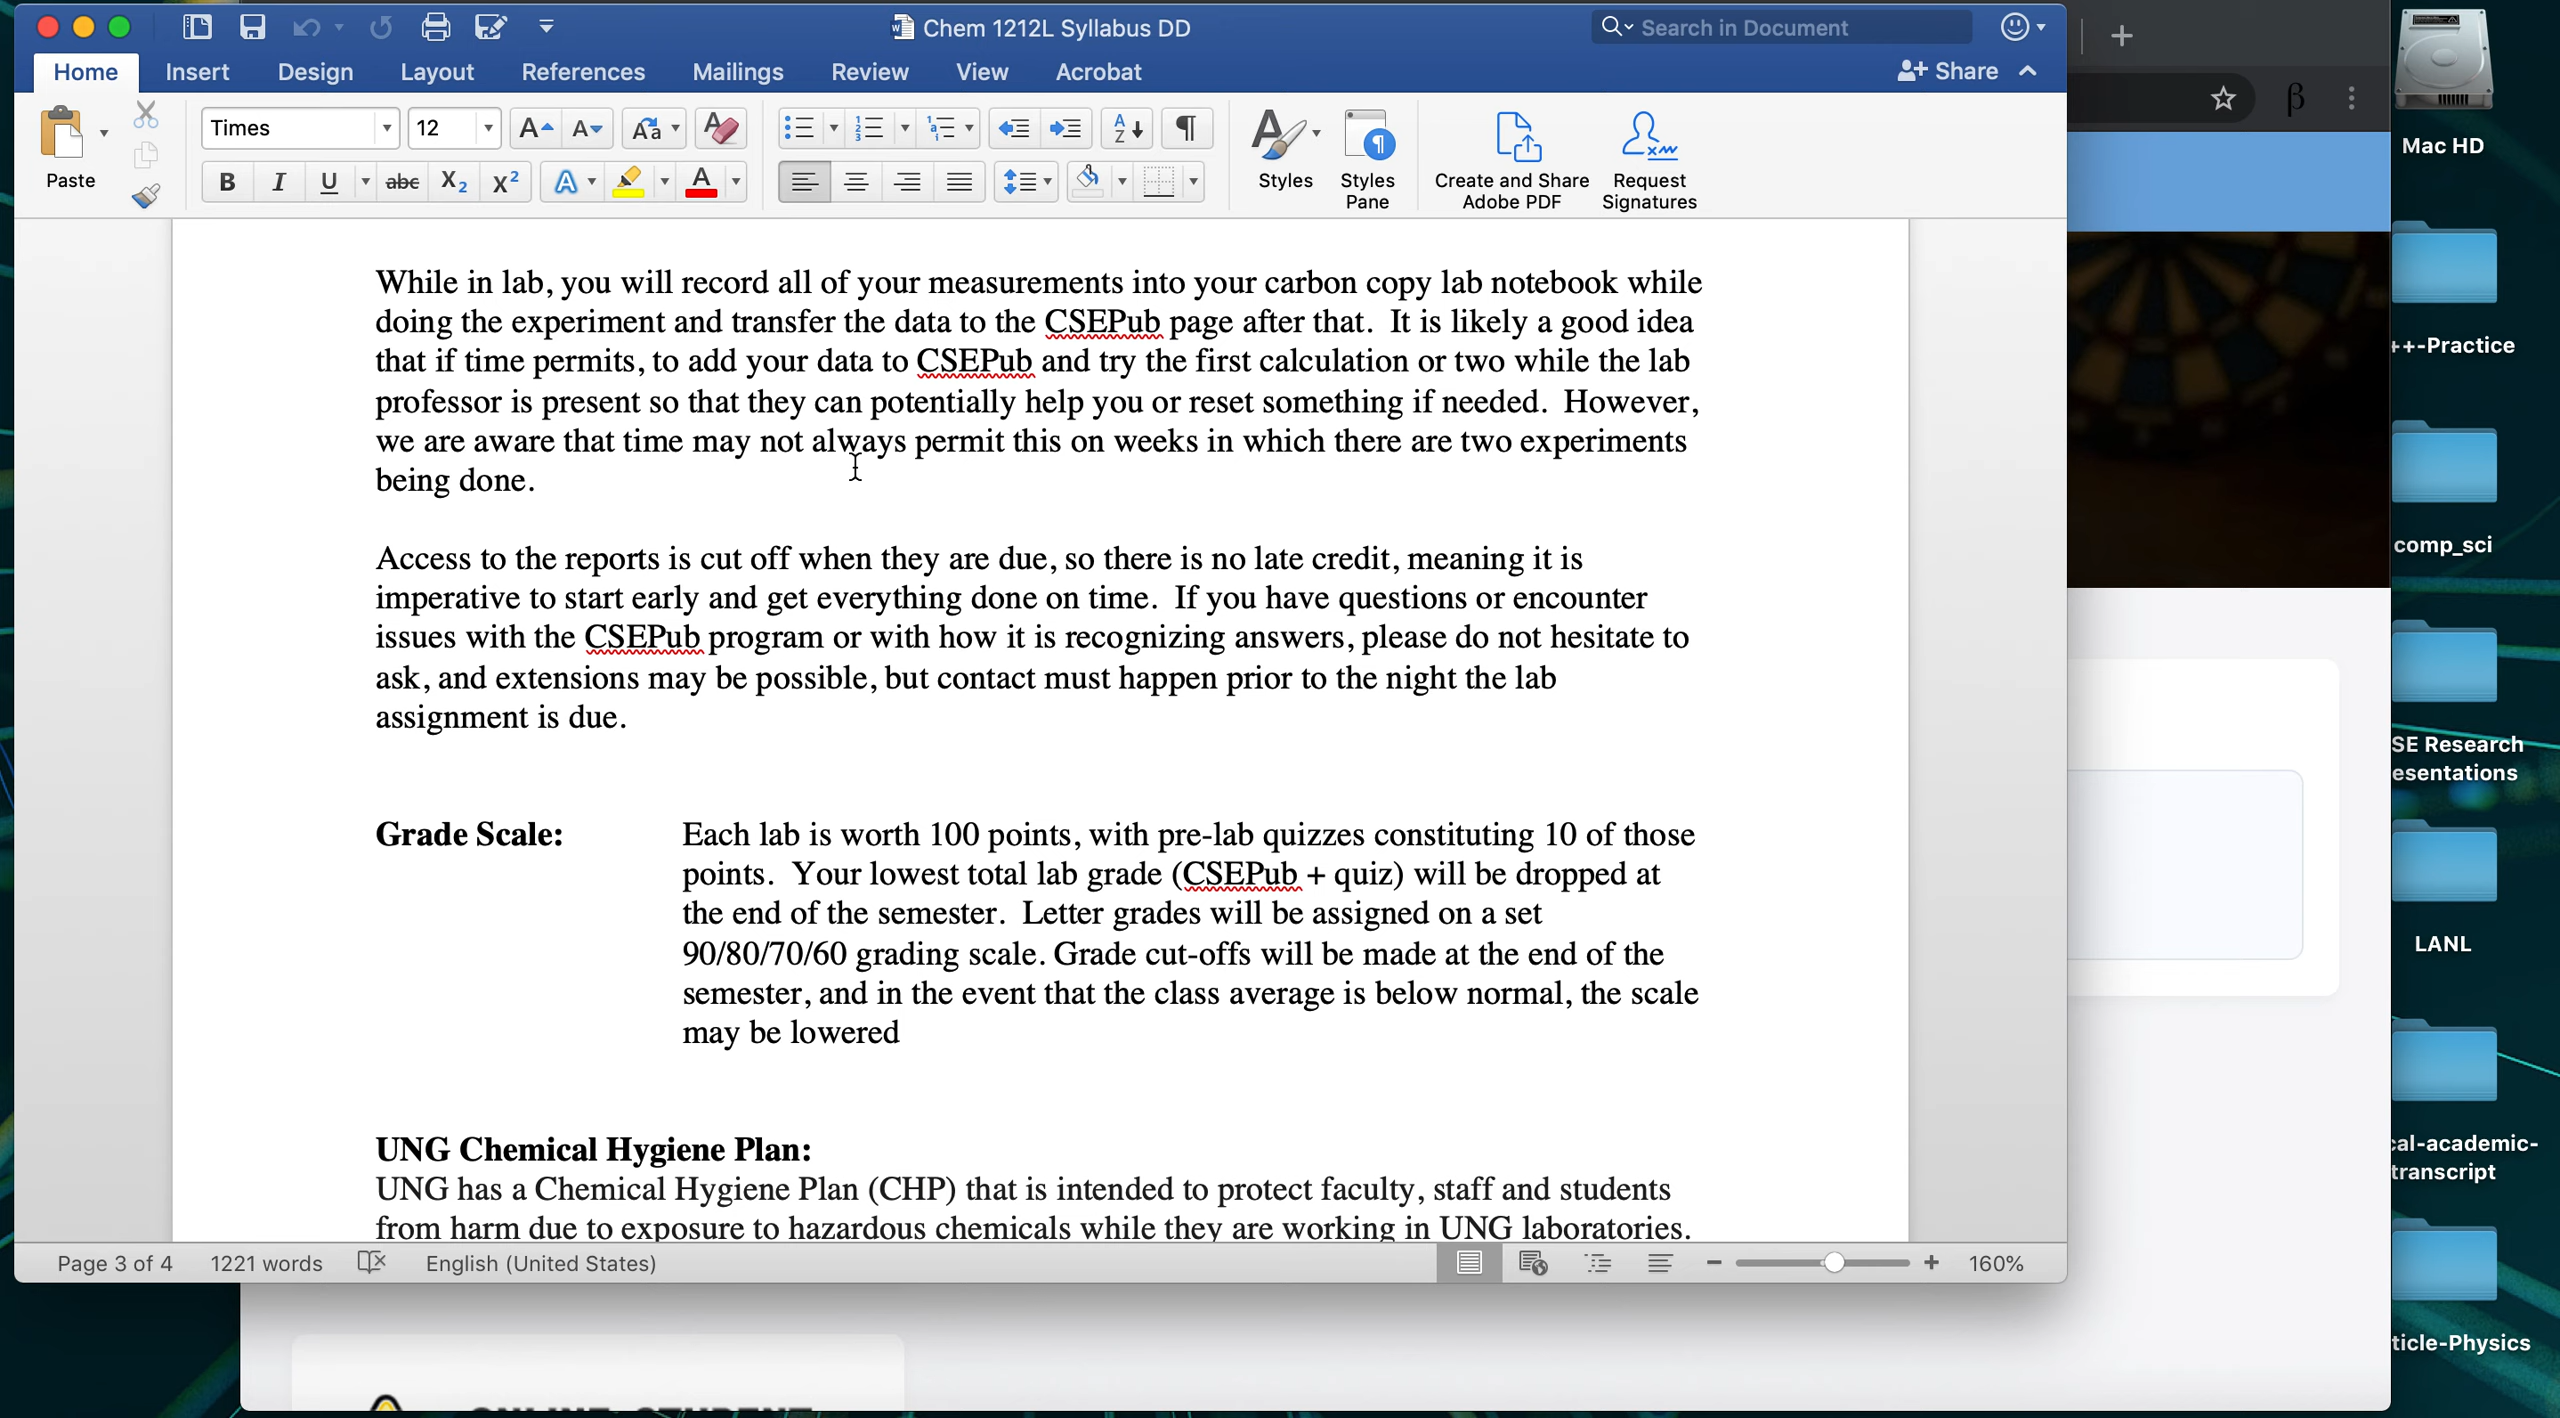 Chem 1212L Syllabus DD
Search in Document
Home Insert Design Layout References Mailings Review View Acrobat
Share
Paste
Times
12
Styles
Styles Pane
Create and Share Adobe PDF
Request Signatures
While in lab, you will record all of your measurements into your carbon copy lab notebook while
doing the experiment and transfer the data to the CSEPub page after that. It is likely a good idea
that if time permits, to add your data to CSEPub and try the first calculation or two while the lab
professor is present so that they can potentially help you or reset something if needed. However,
we are aware that time may not always permit this on weeks in which there are two experiments
being done.
Access to the reports is cut off when they are due, so there is no late credit, meaning it is
imperative to start early and get everything done on time. If you have questions or encounter
issues with the CSEPub program or with how it is recognizing answers, please do not hesitate to
ask, and extensions may be possible, but contact must happen prior to the night the lab
assignment is due.
Grade Scale: Each lab is worth 100 points, with pre-lab quizzes constituting 10 of those
points. Your lowest total lab grade (CSEPub + quiz) will be dropped at
the end of the semester. Letter grades will be assigned on a set
90/80/70/60 grading scale. Grade cut-offs will be made at the end of the
semester, and in the event that the class average is below normal, the scale
may be lowered
UNG Chemical Hygiene Plan:
UNG has a Chemical Hygiene Plan (CHP) that is intended to protect faculty, staff and students
from harm due to exposure to hazardous chemicals while they are working in UNG laboratories.
Page 3 of 4 1221 words English (United States) 160%
β
Mac HD
++-Practice
comp_sci
SE Research
esentations
LANL
cal-academic-
transcript
ticle-Physics